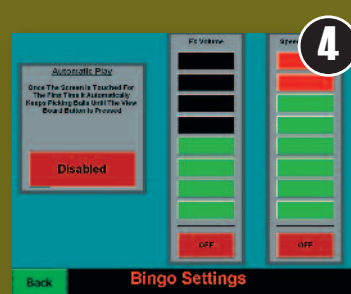 4
FX Volume
Speed
Automatic Play
Once The Screen Is Touched For
The First Time It Automatically
Keeps Picking Balls Until The View
Board Button Is Pressed
Disabled
OFF
OFF
Back
Bingo Settings